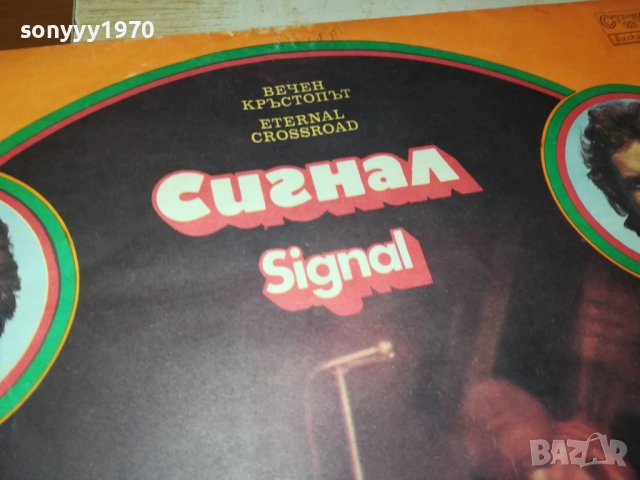 sonyyy1970
ВЕЧЕН
КРЪСТОПЪТ
ETERNAL
CROSSROAD
Сигнал
Signal
BAZAR